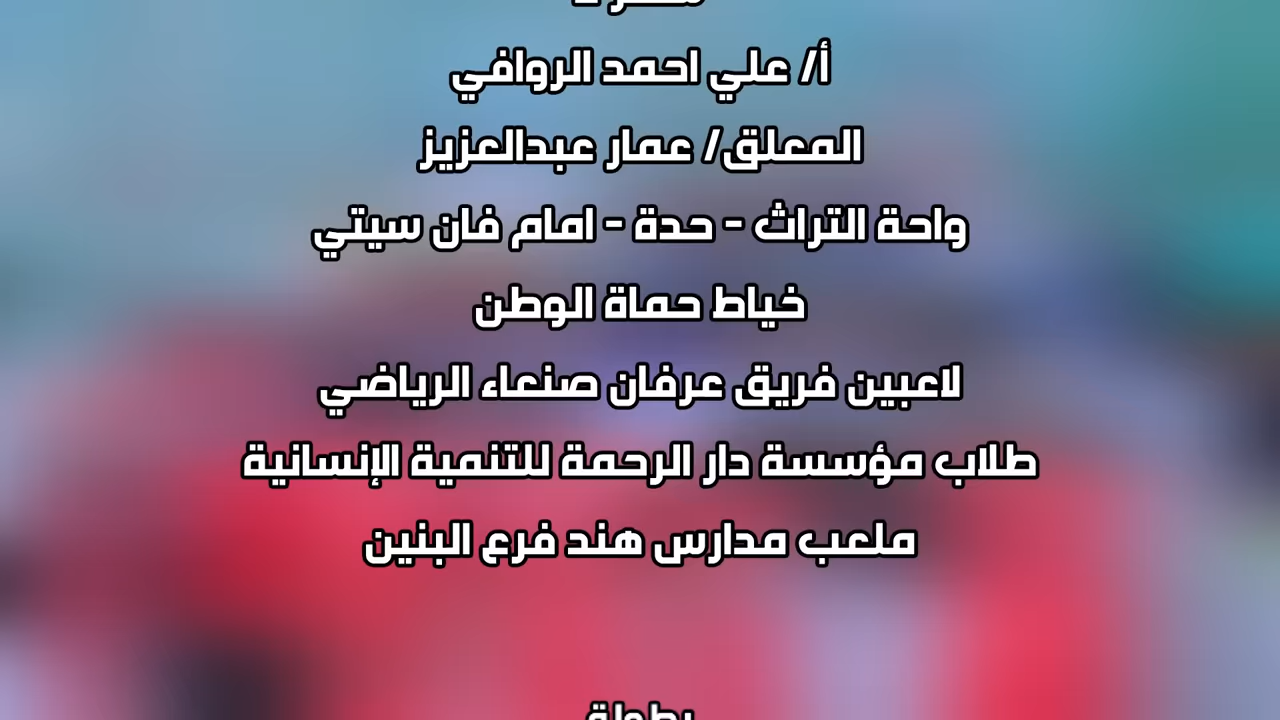 أ/ علي احمد الروافي
المعلق/ عمار عبدالعزيز
واحة التراث - حدة - امام فان سيتي
خياط حماة الوطن
لاعبين فريق عرفان صنعاء الرياضي
طلاب مؤسسة دار الرحمة للتنمية الإنسانية
ملعب مدارس هند فرع البنين
بطولة